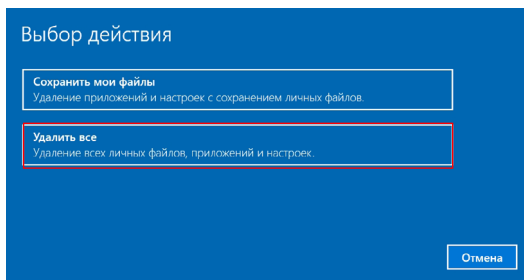 Выбор действия
Сохранить мои файлы
Удаление приложений и настроек с сохранением личных файлов.
Удалить все
Удаление всех личных файлов, приложений и настроек.
Отмена